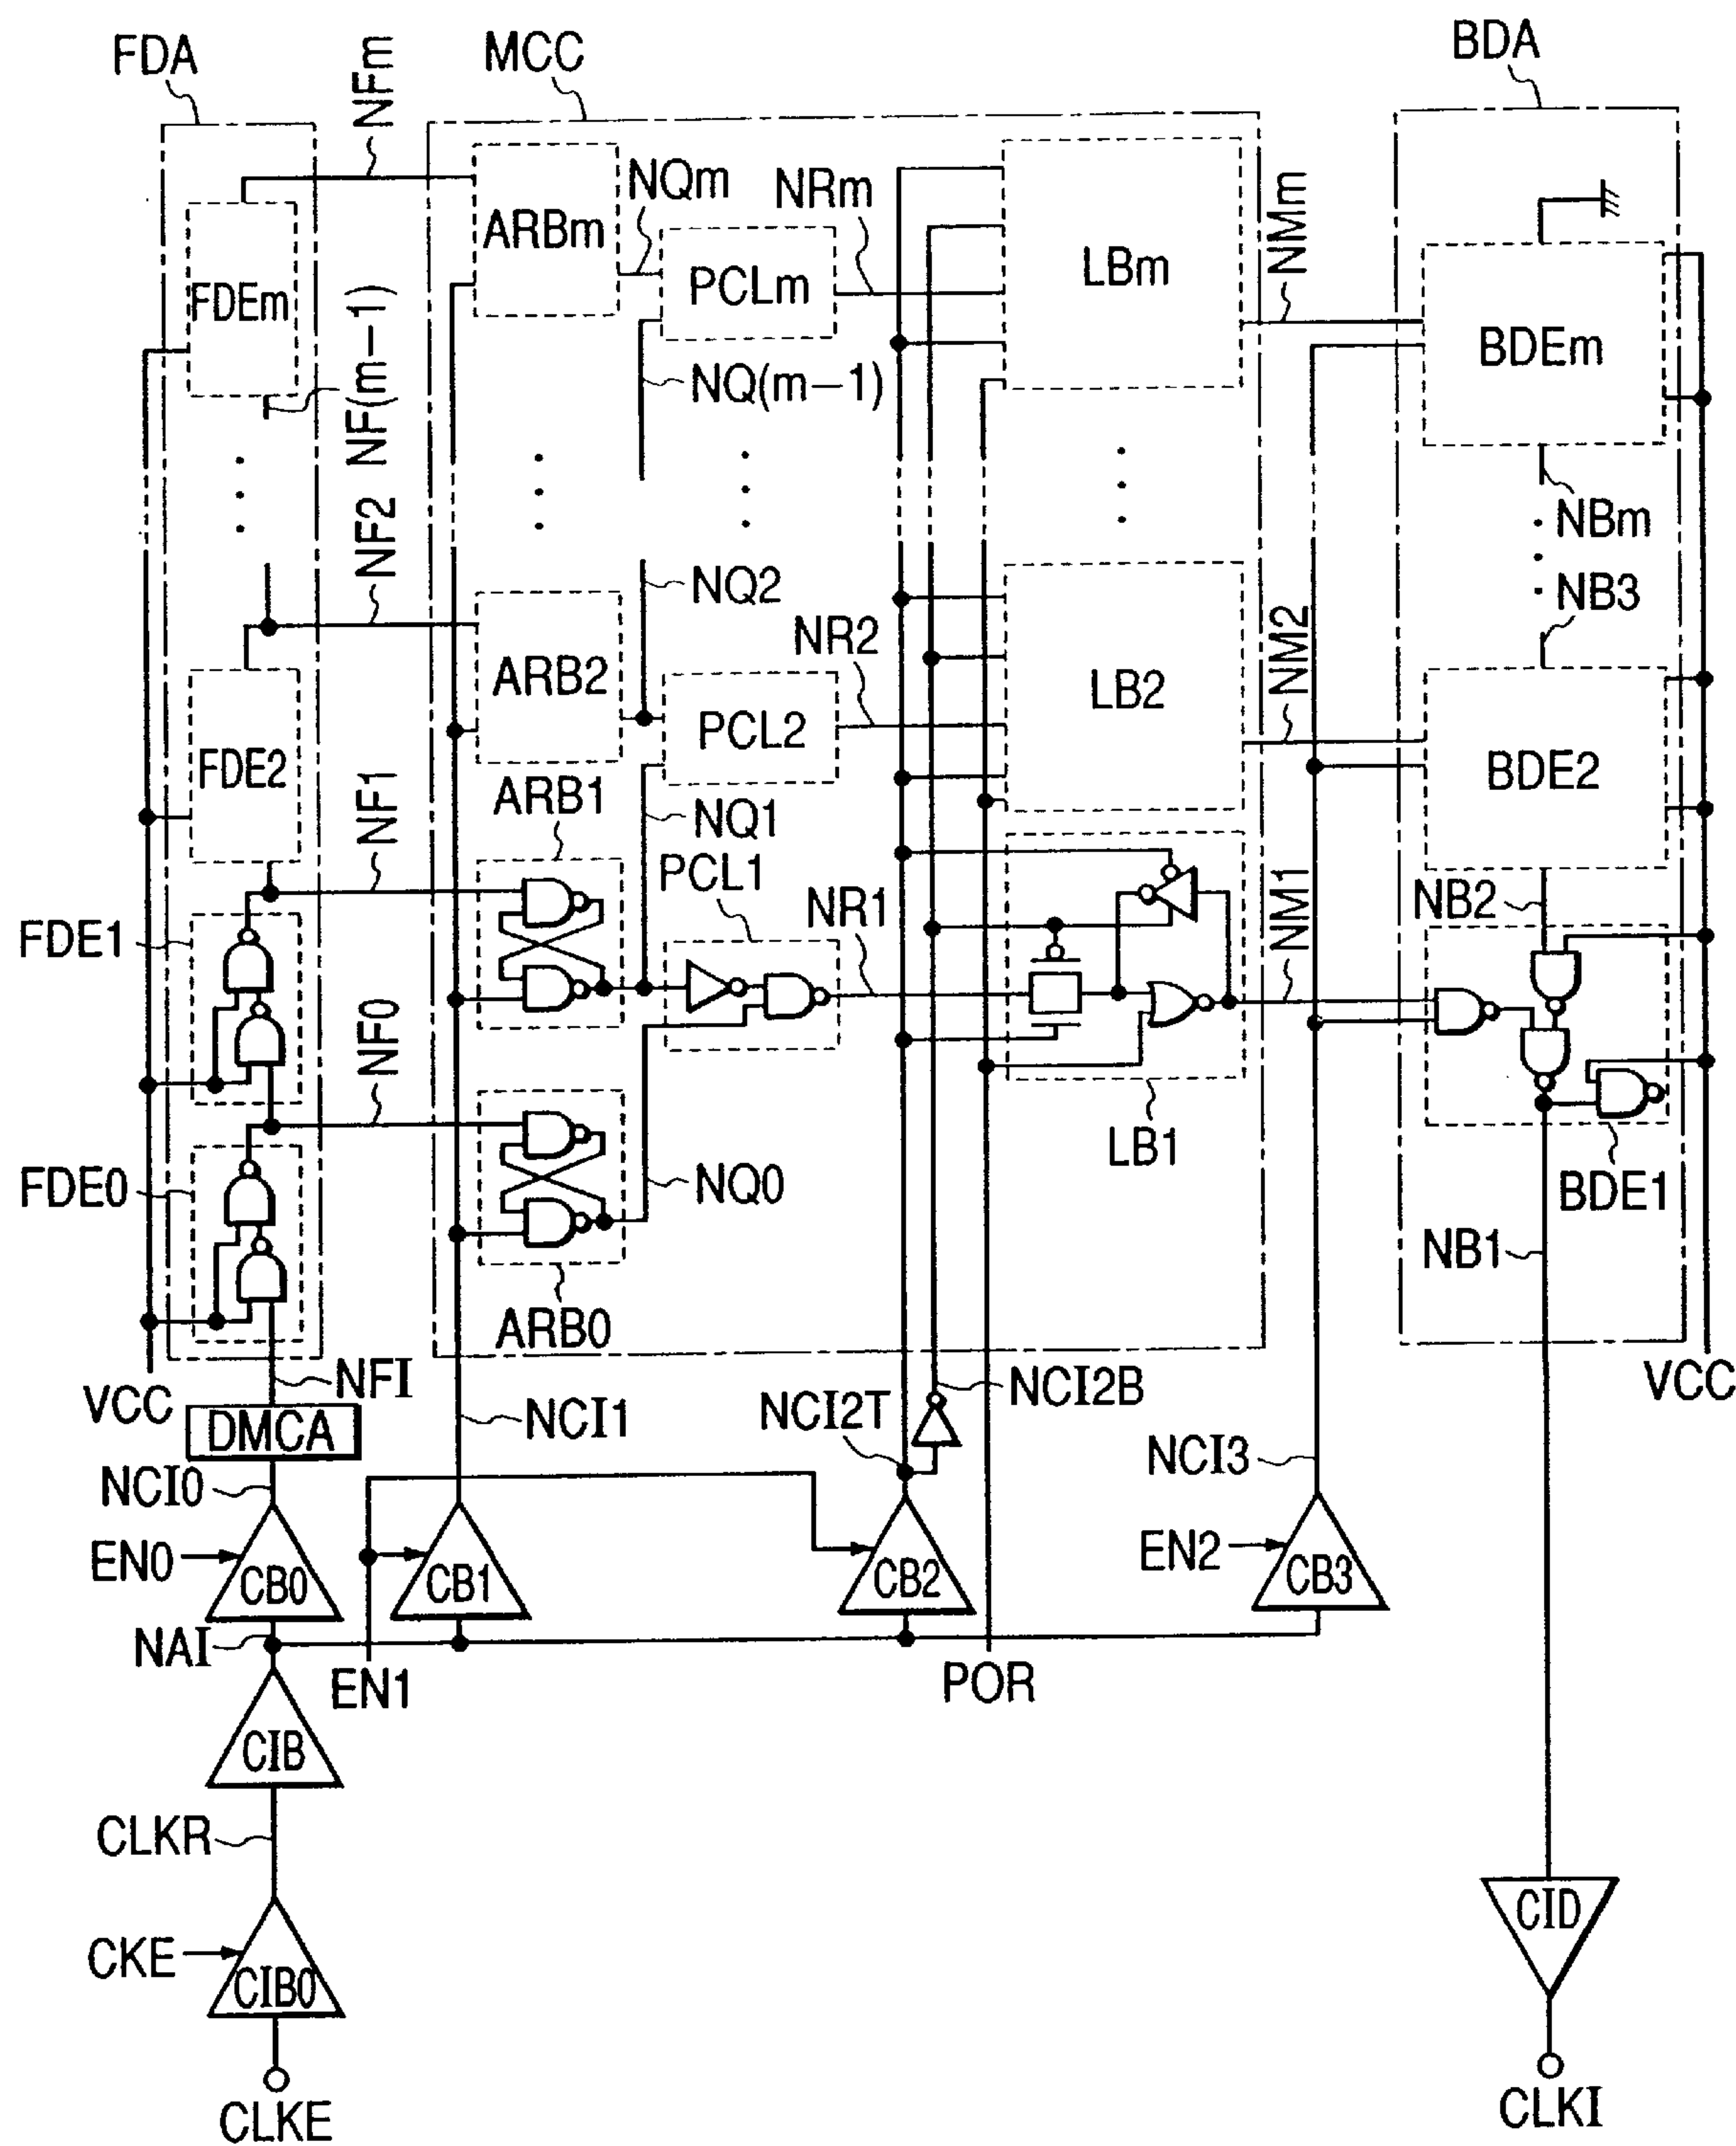 FDA
NFm
MCC
BDA
ARBm
NQm
NRm
NMm
FDEm
PCLm
LBm
BDEm
NF(m-1)
NQ(m-1)
NBm
NF2
NQ2
NB3
ARB2
NR2
NM2
FDE2
PCL2
LB2
BDE2
NF1
ARB1
NQ1
PCL1
NR1
NM1
NB2
FDE1
NF0
LB1
BDE1
FDE0
NQ0
NB1
ARB0
VCC
NFI
NCI2B
VCC
DMCA
NCI1
NCI2T
NCI0
NCI3
EN0
CB0
CB1
CB2
EN2
CB3
NAI
EN1
POR
CIB
CLKR
CID
CKE
CIB0
CLKE
CLKI